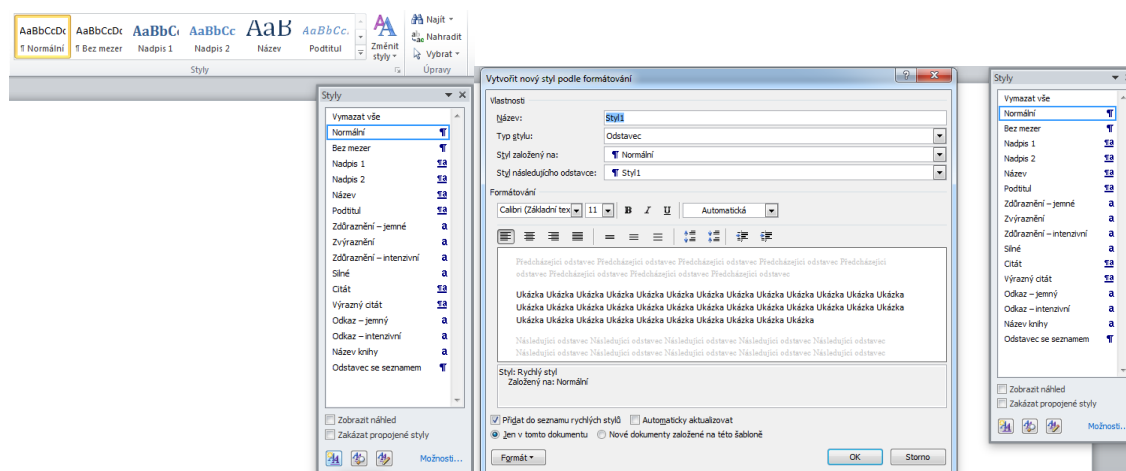 AaBbCcDc AaBbCcDc AaBbC AaBbCc AaB AaBbCc.
¶ Normální ¶ Bez mezer Nadpis 1 Nadpis 2 Název Podtitul
Změnit
styly
Styly
Najít
Nahradit
Vybrat
Úpravy
Styly
Vymazat vše
Normální ¶
Bez mezer ¶
Nadpis 1 ¶a
Nadpis 2 ¶a
Název ¶a
Podtitul ¶a
Zdůraznění – jemné a
Zvýraznění a
Zdůraznění – intenzivní a
Silné a
Citát ¶a
Výrazný citát ¶a
Odkaz – jemný a
Odkaz – intenzivní a
Název knihy a
Odstavec se seznamem ¶
Zobrazit náhled
Zakázat propojené styly
Možnosti...
Vytvořit nový styl podle formátování
Vlastnosti
Název: Styl1
Typ stylu: Odstavec
Styl založený na: ¶ Normální
Styl následujícího odstavce: ¶ Styl1
Formátování
Calibri (Základní tex 11 B I U Automatická
Předcházející odstavec Předcházející odstavec Předcházející odstavec Předcházející odstavec Předcházející
odstavec Předcházející odstavec Předcházející odstavec Předcházející odstavec
Ukázka Ukázka Ukázka Ukázka Ukázka Ukázka Ukázka Ukázka Ukázka Ukázka Ukázka Ukázka Ukázka
Ukázka Ukázka Ukázka Ukázka Ukázka Ukázka Ukázka Ukázka Ukázka Ukázka Ukázka Ukázka Ukázka
Ukázka Ukázka Ukázka Ukázka Ukázka Ukázka Ukázka Ukázka Ukázka Ukázka
Následující odstavec Následující odstavec Následující odstavec Následující odstavec Následující odstavec
Následující odstavec Následující odstavec Následující odstavec Následující odstavec Následující odstavec
Styl: Rychlý styl
Založený na: Normální
Přidat do seznamu rychlých stylů Automaticky aktualizovat
Jen v tomto dokumentu Nové dokumenty založené na této šabloně
Formát OK Storno
Styly
Vymazat vše
Normální ¶
Bez mezer ¶
Nadpis 1 ¶a
Nadpis 2 ¶a
Název ¶a
Podtitul ¶a
Zdůraznění – jemné a
Zvýraznění a
Zdůraznění – intenzivní a
Silné a
Citát ¶a
Výrazný citát ¶a
Odkaz – jemný a
Odkaz – intenzivní a
Název knihy a
Odstavec se seznamem ¶
Zobrazit náhled
Zakázat propojené styly
Možnosti...